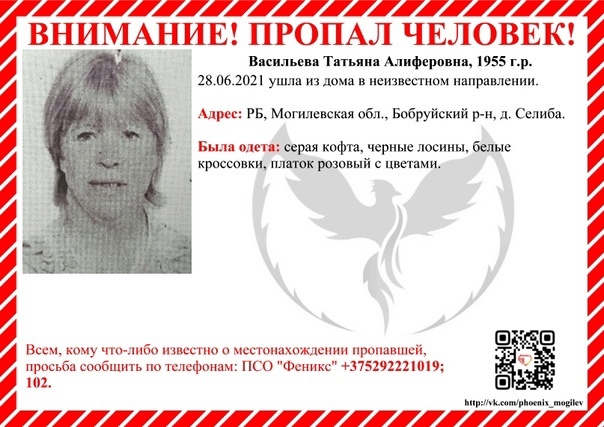 ВНИМАНИЕ! ПРОПАЛ ЧЕЛОВЕК!
Васильева Татьяна Алиферовна, 1955 г.р.
28.06.2021 ушла из дома в неизвестном направлении.
Адрес: РБ, Могилевская обл., Бобруйский р-н, д. Селиба.
Была одета: серая кофта, черные лосины, белые
кроссовки, платок розовый с цветами.
Всем, кому что-либо известно о местонахождении пропавшей,
просьба сообщить по телефонам: ПСО "Феникс" +375292221019;
102.
http://vk.com/phoenix_mogilev